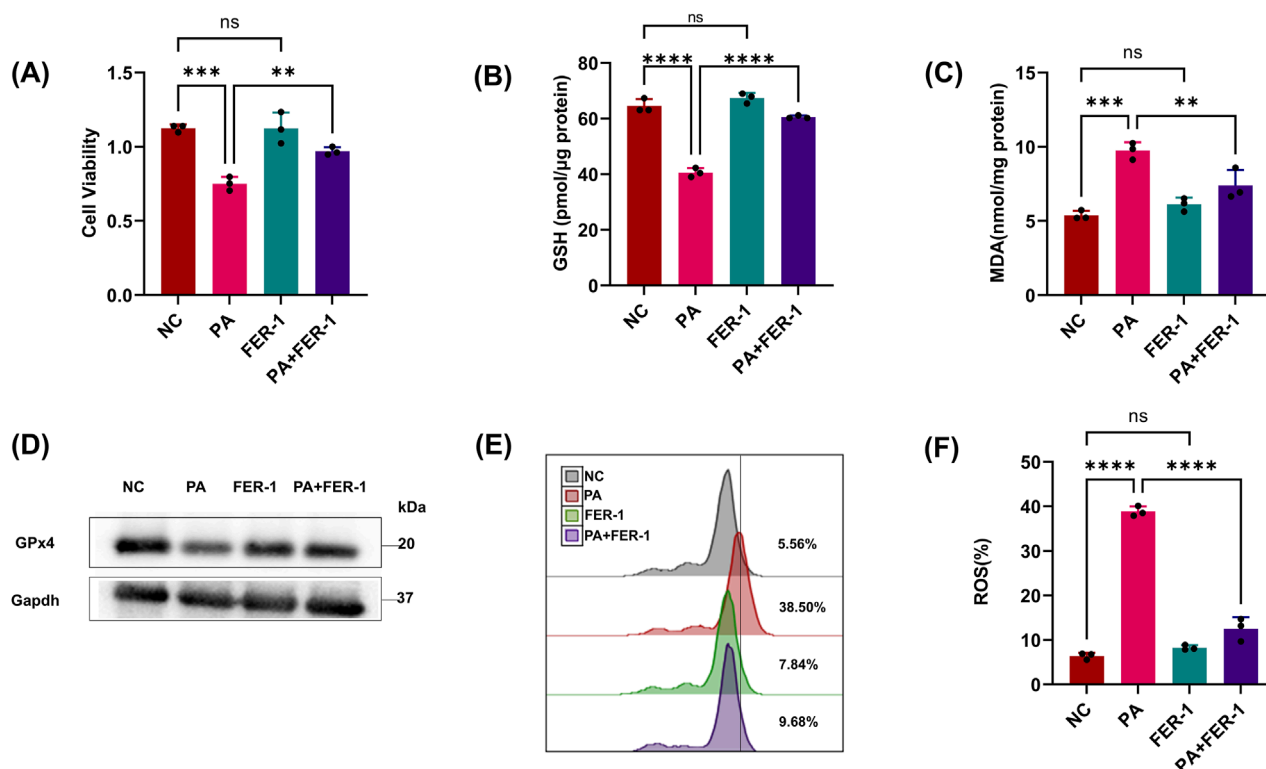 (A)
ns
***
**
Cell Viability
1.5
1.0
0.5
0.0
NC
PA
FER-1
PA+FER-1
(B)
ns
****
****
GSH (pmol/μg protein)
80
60
40
20
0
NC
PA
FER-1
PA+FER-1
(C)
ns
***
**
MDA(nmol/mg protein)
15
10
5
0
NC
PA
FER-1
PA+FER-1
(D)
NC PA FER-1 PA+FER-1
kDa
GPx4
20
Gapdh
37
(E)
NC
PA
FER-1
PA+FER-1
5.56%
38.50%
7.84%
9.68%
(F)
ns
****
****
ROS(%)
50
40
30
20
10
0
NC
PA
FER-1
PA+FER-1